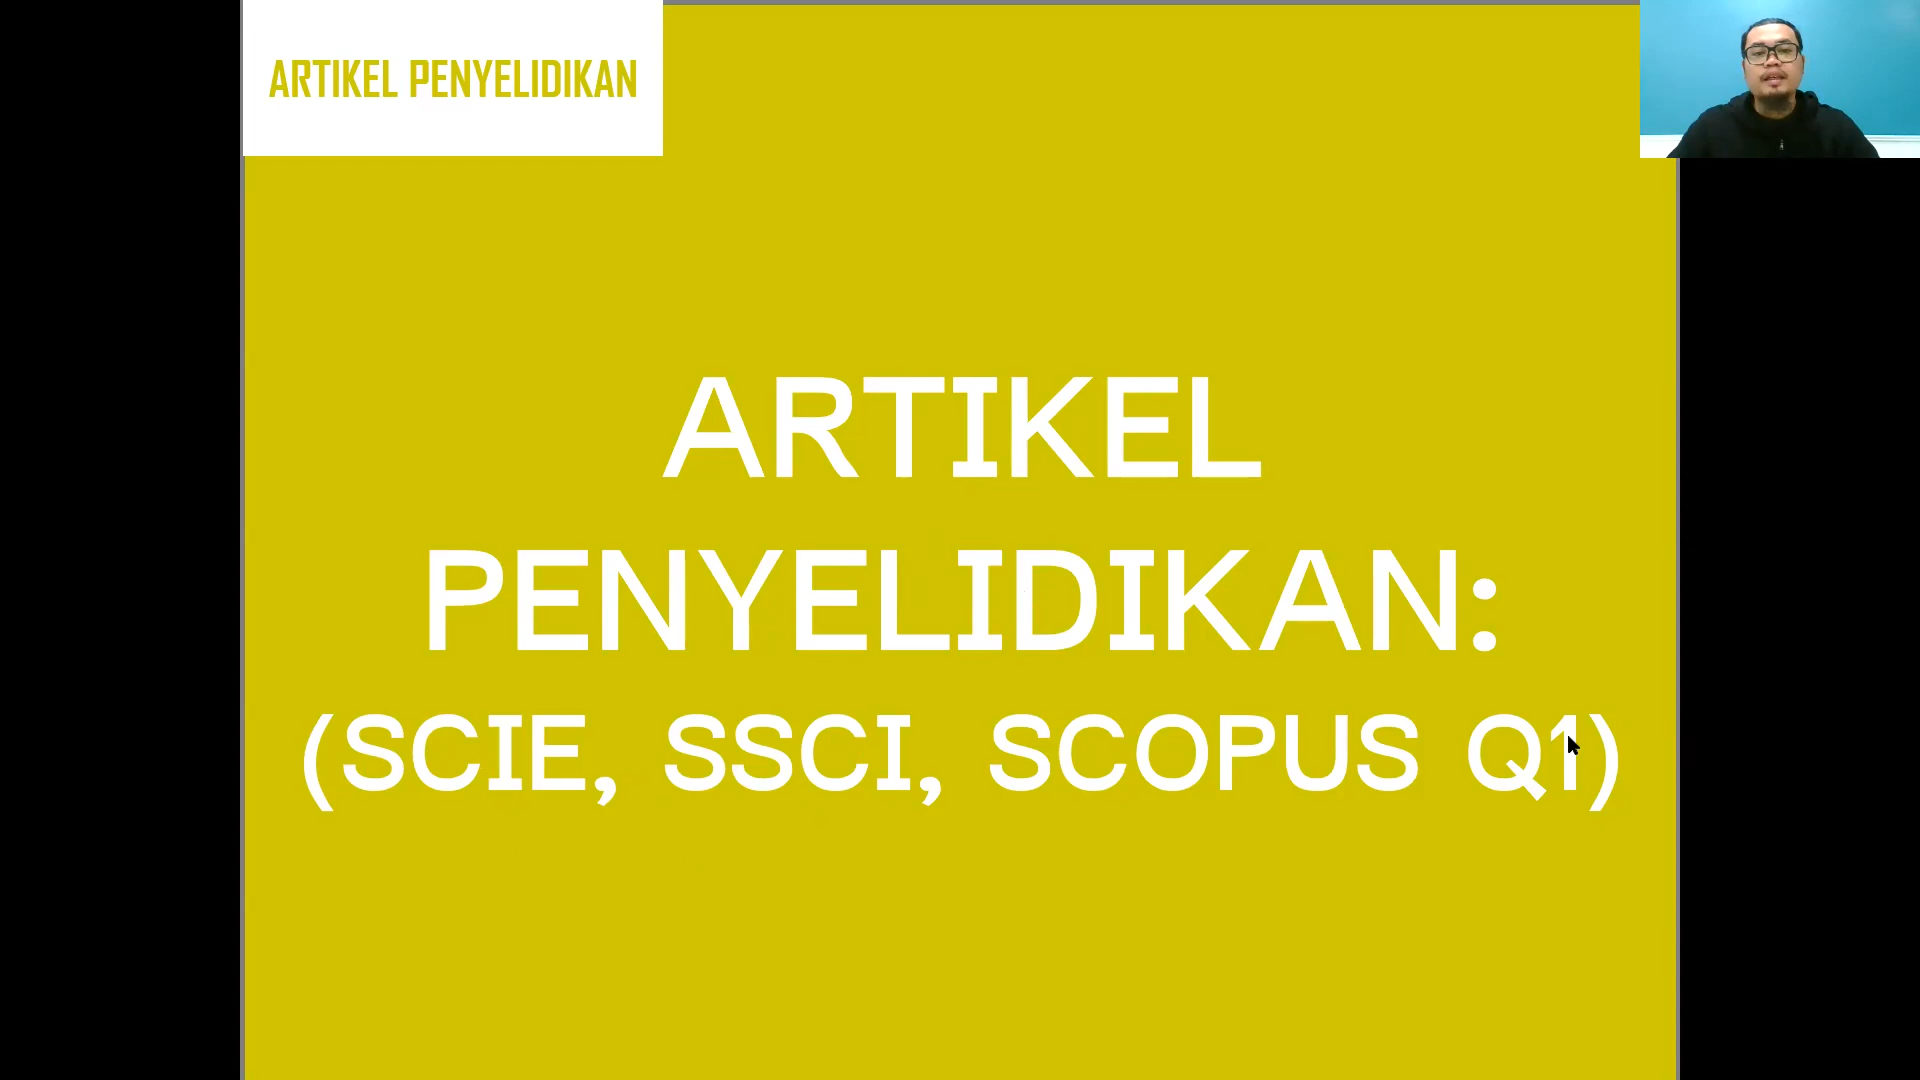 ARTIKEL PENYELIDIKAN
ARTIKEL
PENYELIDIKAN:
(SCIE, SSCI, SCOPUS Q1)